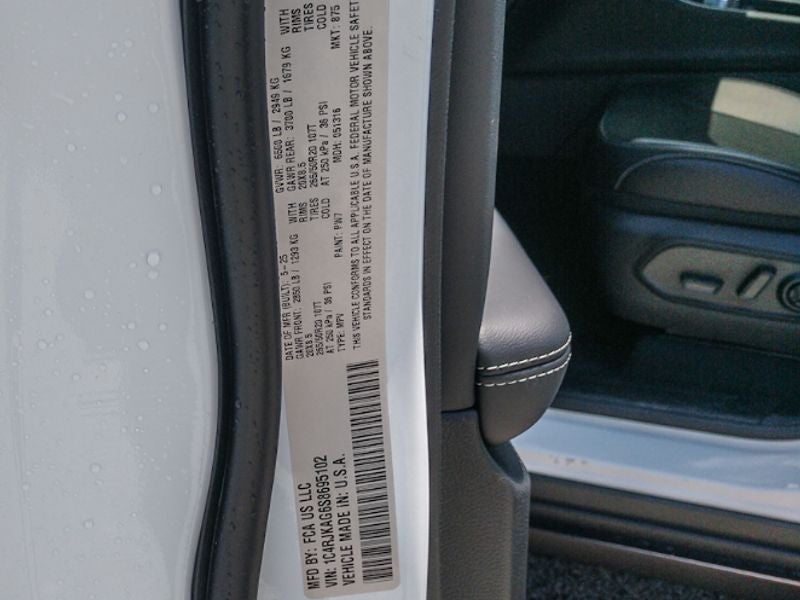 MFD BY: FCA US LLC
VIN: 1C4RJKAG6S8695102
VEHICLE MADE IN: U.S.A.
DATE OF MFR (BUILT): 5-25 GVWR: 6500 LB / 2949 KG
GAWR FRONT: 2850 LB / 1293 KG WITH GAWR REAR: 3700 LB / 1679 KG WITH
20X8.5 RIMS 20X8.5 RIMS
265/50R20 107T TIRES 265/50R20 107T TIRES
AT 250 kPa / 36 PSI COLD AT 250 kPa / 36 PSI COLD
TYPE: MPV PAINT: PW7 MDH: 051316 MKT: 875
THIS VEHICLE CONFORMS TO ALL APPLICABLE U.S.A. FEDERAL MOTOR VEHICLE SAFET
STANDARDS IN EFFECT ON THE DATE OF MANUFACTURE SHOWN ABOVE.